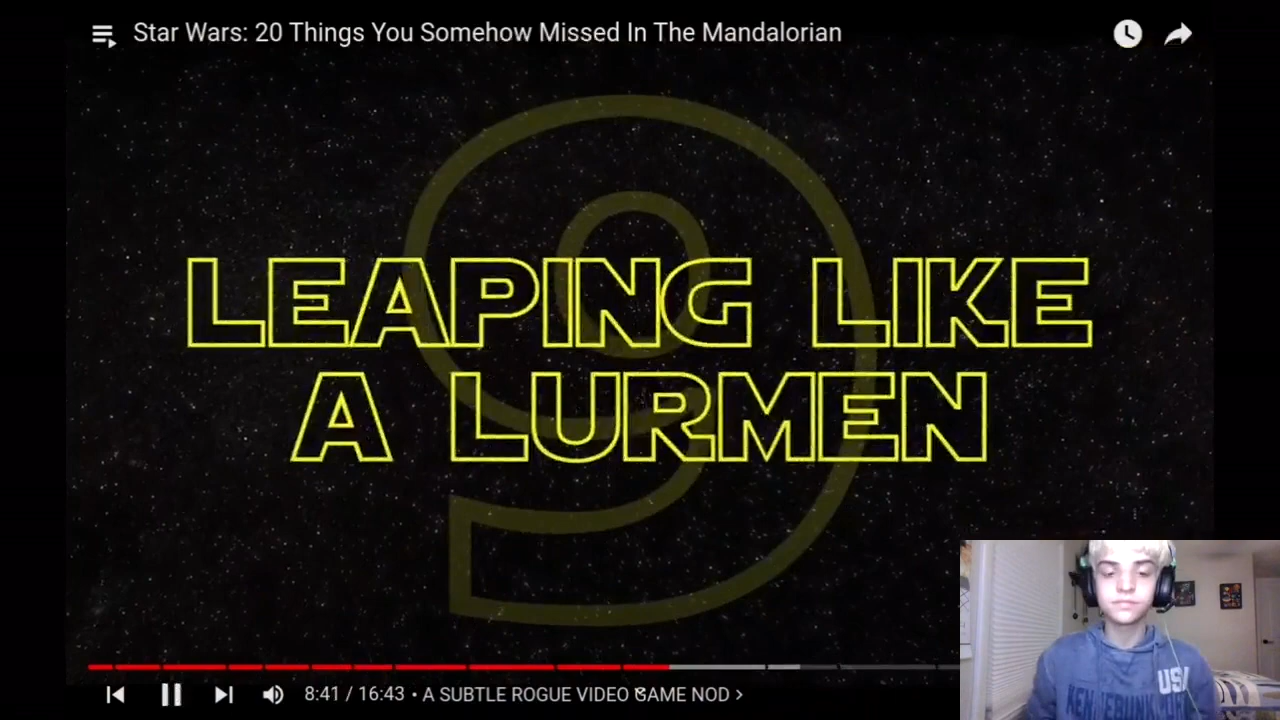 Star Wars: 20 Things You Somehow Missed In The Mandalorian
9
LEAPING LIKE
A LURMEN
8:41 / 16:43 • A SUBTLE ROGUE VIDEO GAME NOD >